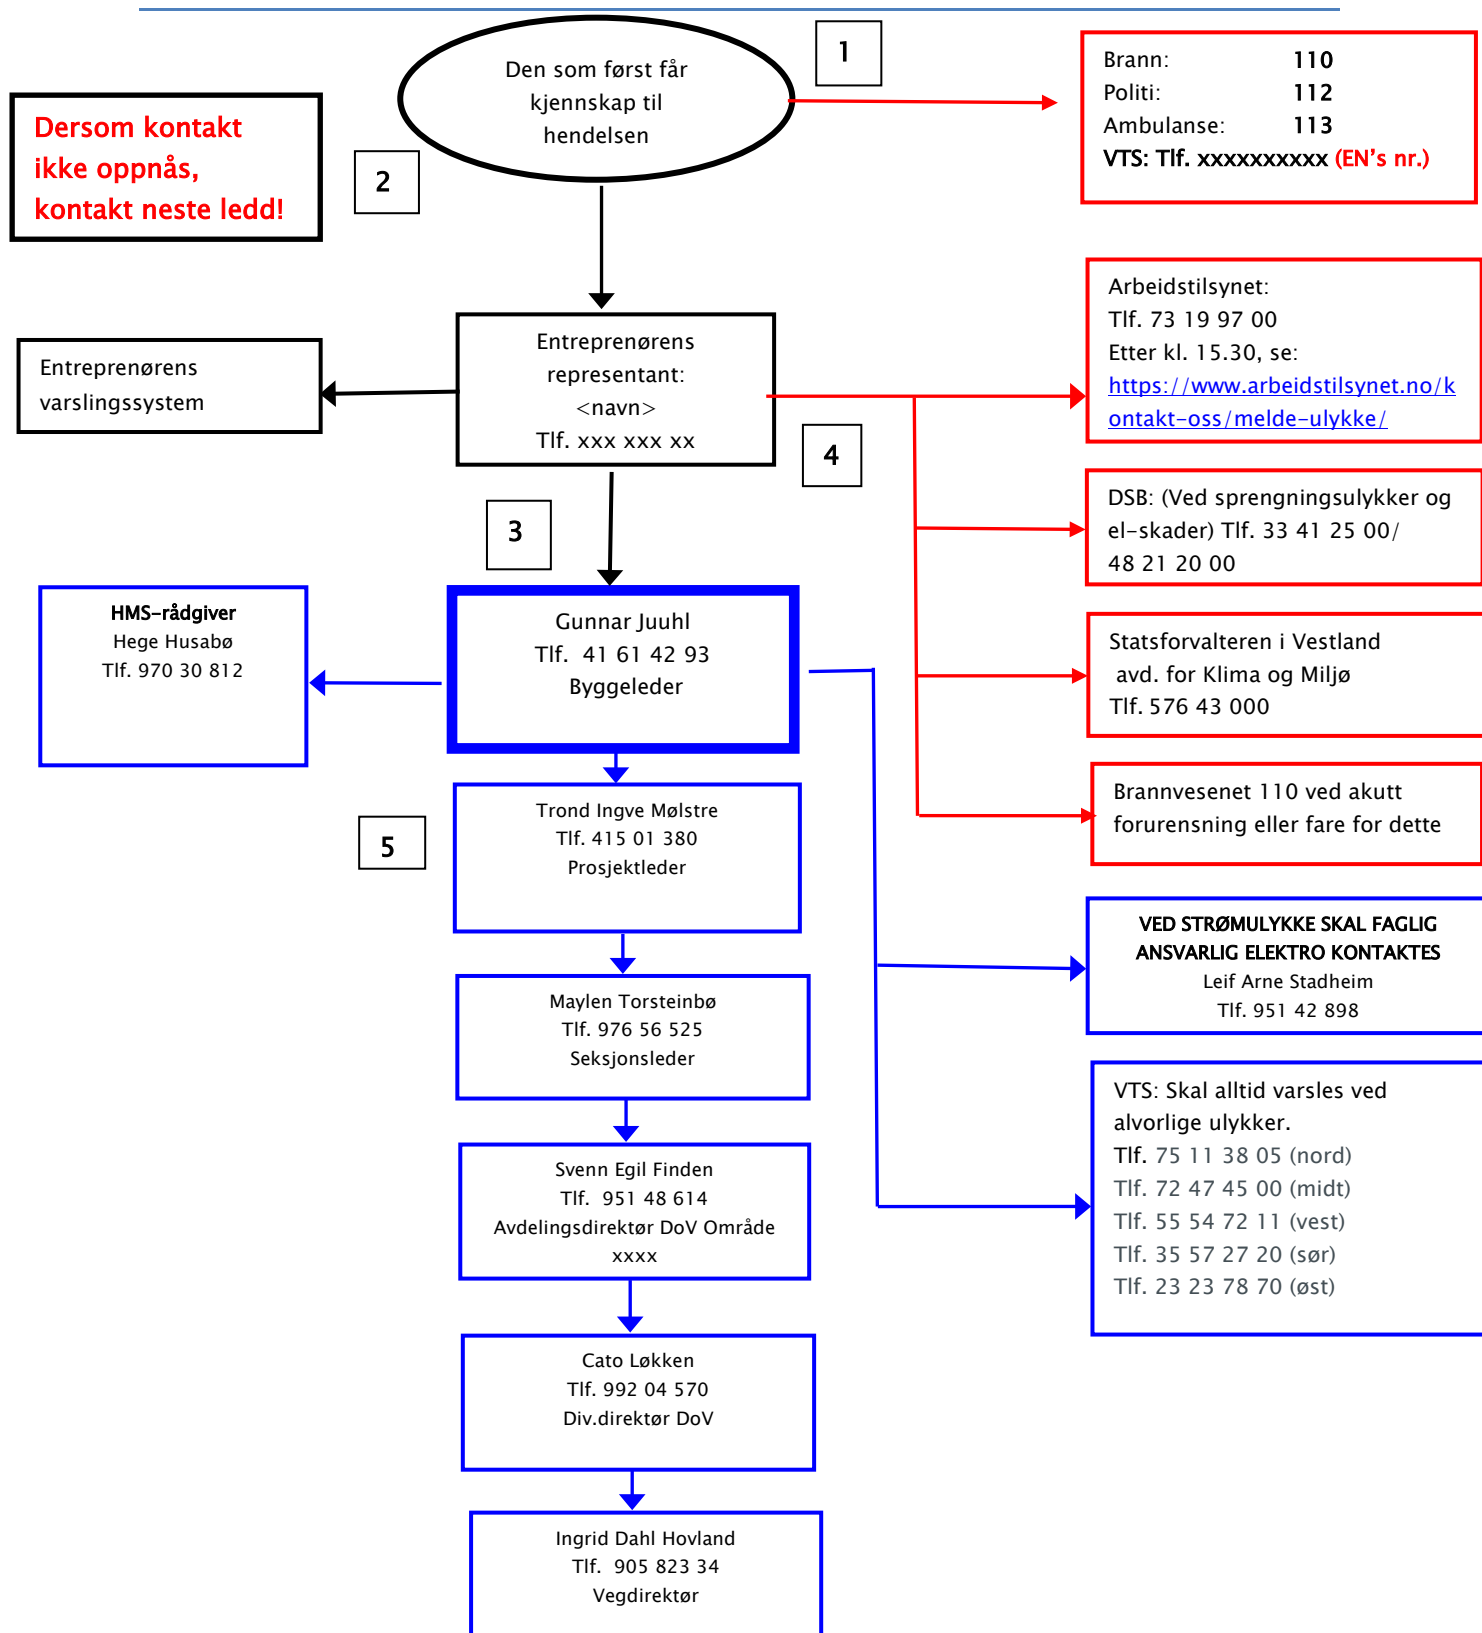 Den som først får
kjennskap til
hendelsen
1
Brann: 110
Politi: 112
Ambulanse: 113
VTS: Tlf. xxxxxxxxxx (EN's nr.)
Dersom kontakt
ikke oppnås,
kontakt neste ledd!
2
Entreprenørens
varslingssystem
Entreprenørens
representant:
<navn>
Tlf. xxx xxx xx
Arbeidstilsynet:
Tlf. 73 19 97 00
Etter kl. 15.30, se:
https://www.arbeidstilsynet.no/k
ontakt-oss/melde-ulykke/
4
3
DSB: (Ved sprengningsulykker og
el-skader) Tlf. 33 41 25 00/
48 21 20 00
HMS-rådgiver
Hege Husabø
Tlf. 970 30 812
Gunnar Juuhl
Tlf.  41 61 42 93
Byggeleder
Statsforvalteren i Vestland
avd. for Klima og Miljø
Tlf. 576 43 000
5
Trond Ingve Mølstre
Tlf. 415 01 380
Prosjektleder
Brannvesenet 110 ved akutt
forurensning eller fare for dette
VED STRØMULYKKE SKAL FAGLIG
ANSVARLIG ELEKTRO KONTAKTES
Leif Arne Stadheim
Tlf. 951 42 898
Maylen Torsteinbø
Tlf. 976 56 525
Seksjonsleder
VTS: Skal alltid varsles ved
alvorlige ulykker.
Tlf. 75 11 38 05 (nord)
Tlf. 72 47 45 00 (midt)
Tlf. 55 54 72 11 (vest)
Tlf. 35 57 27 20 (sør)
Tlf. 23 23 78 70 (øst)
Svenn Egil Finden
Tlf.  951 48 614
Avdelingsdirektør DoV Område
xxxx
Cato Løkken
Tlf. 992 04 570
Div.direktør DoV
Ingrid Dahl Hovland
Tlf.  905 823 34
Vegdirektør